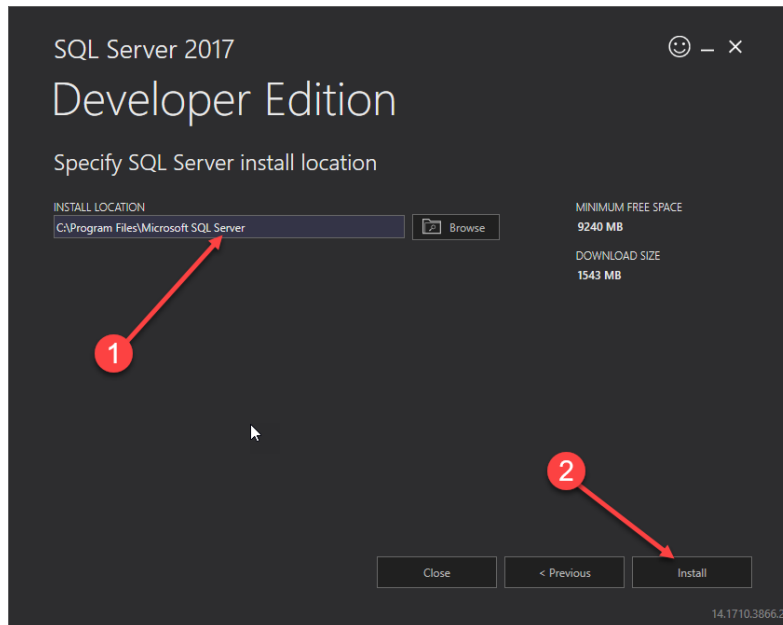 SQL Server 2017
Developer Edition
Specify SQL Server install location
INSTALL LOCATION
C:\Program Files\Microsoft SQL Server
Browse
MINIMUM FREE SPACE
9240 MB
DOWNLOAD SIZE
1543 MB
1
2
Close
< Previous
Install
14.1710.3866.2